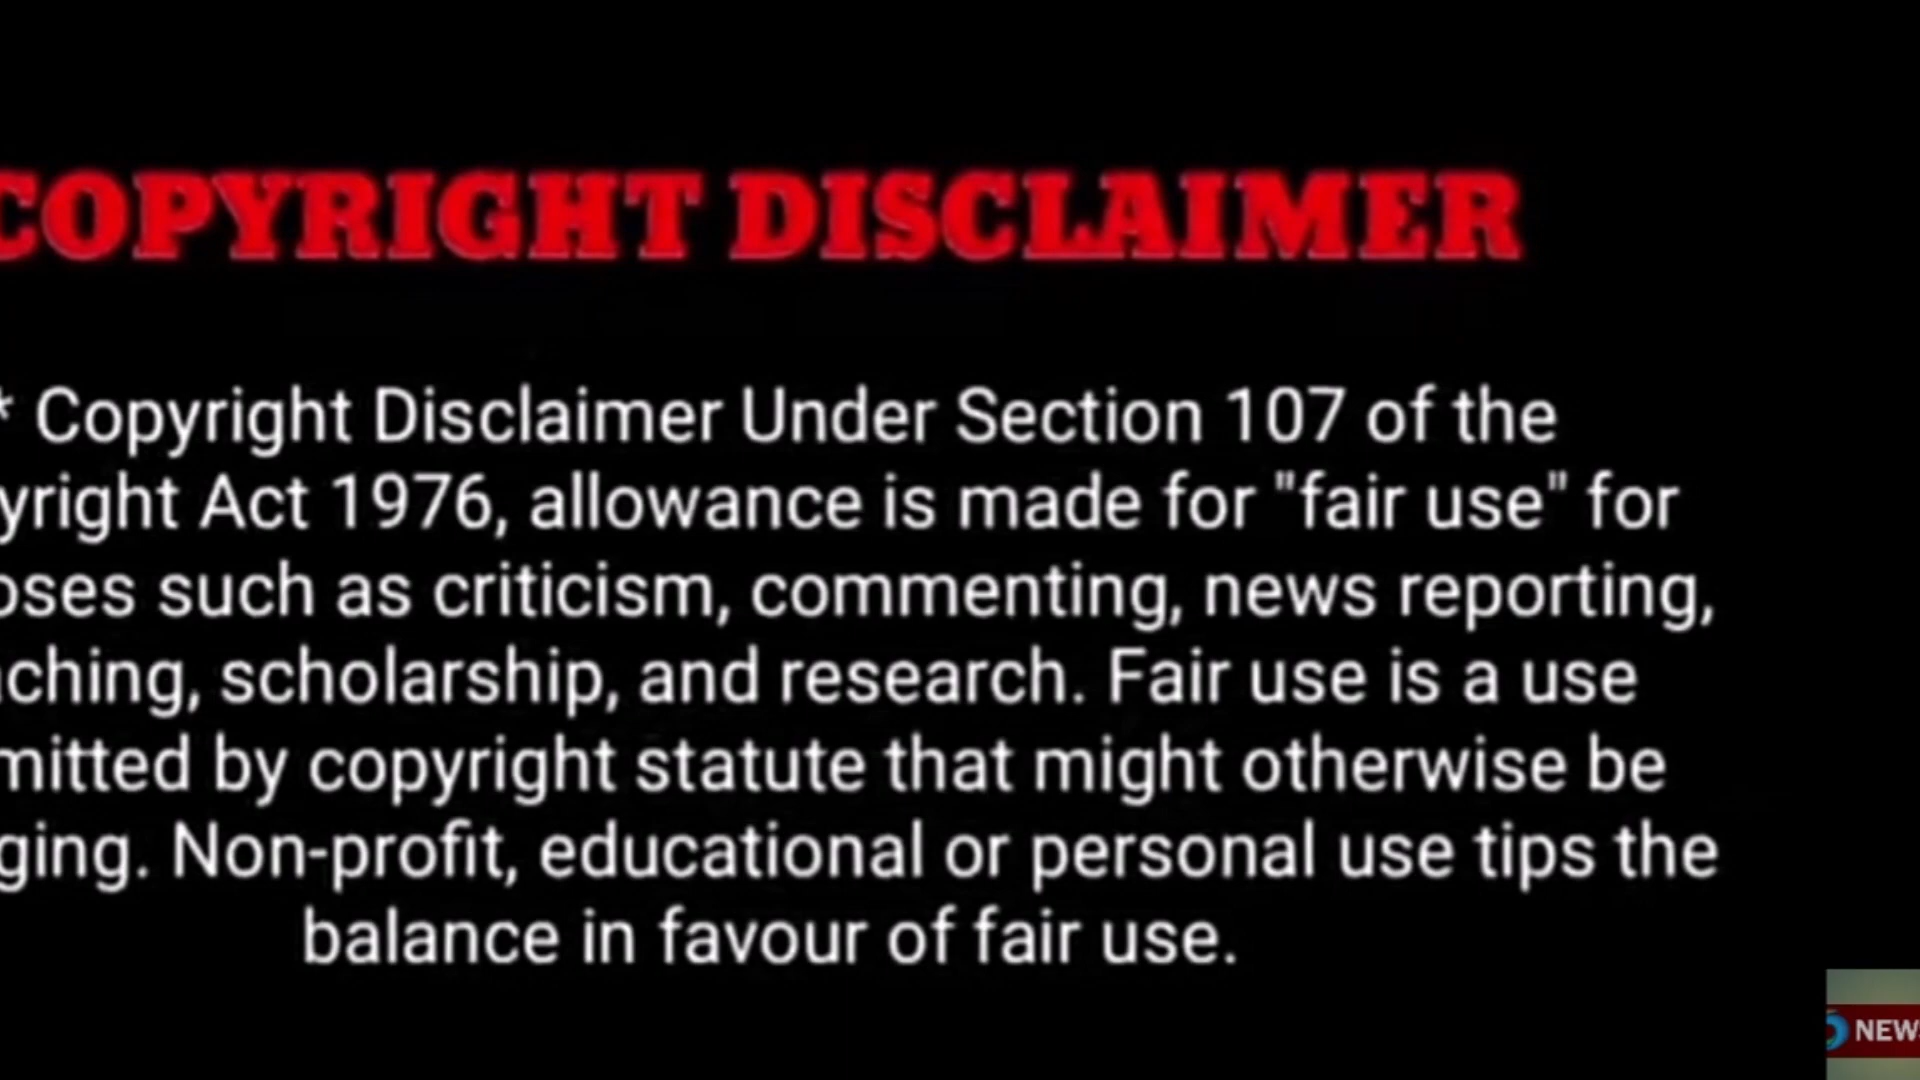 COPYRIGHT DISCLAIMER
* Copyright Disclaimer Under Section 107 of the
yright Act 1976, allowance is made for "fair use" for
oses such as criticism, commenting, news reporting,
ching, scholarship, and research. Fair use is a use
mitted by copyright statute that might otherwise be
ging. Non-profit, educational or personal use tips the
balance in favour of fair use.
NEWS